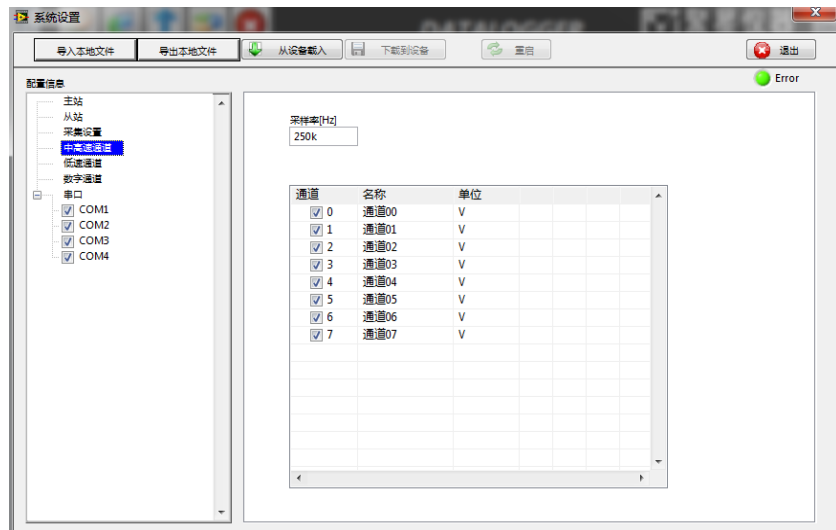 系统设置
DATALOGGER
导入本地文件 导出本地文件 从设备载入 下载到设备 重启 退出
配置信息 Error
主站
从站
采集设置
中高速通道
低速通道
数字通道
串口
COM1
COM2
COM3
COM4
采样率[Hz]
250k
通道 名称 单位
0 通道00 V
1 通道01 V
2 通道02 V
3 通道03 V
4 通道04 V
5 通道05 V
6 通道06 V
7 通道07 V